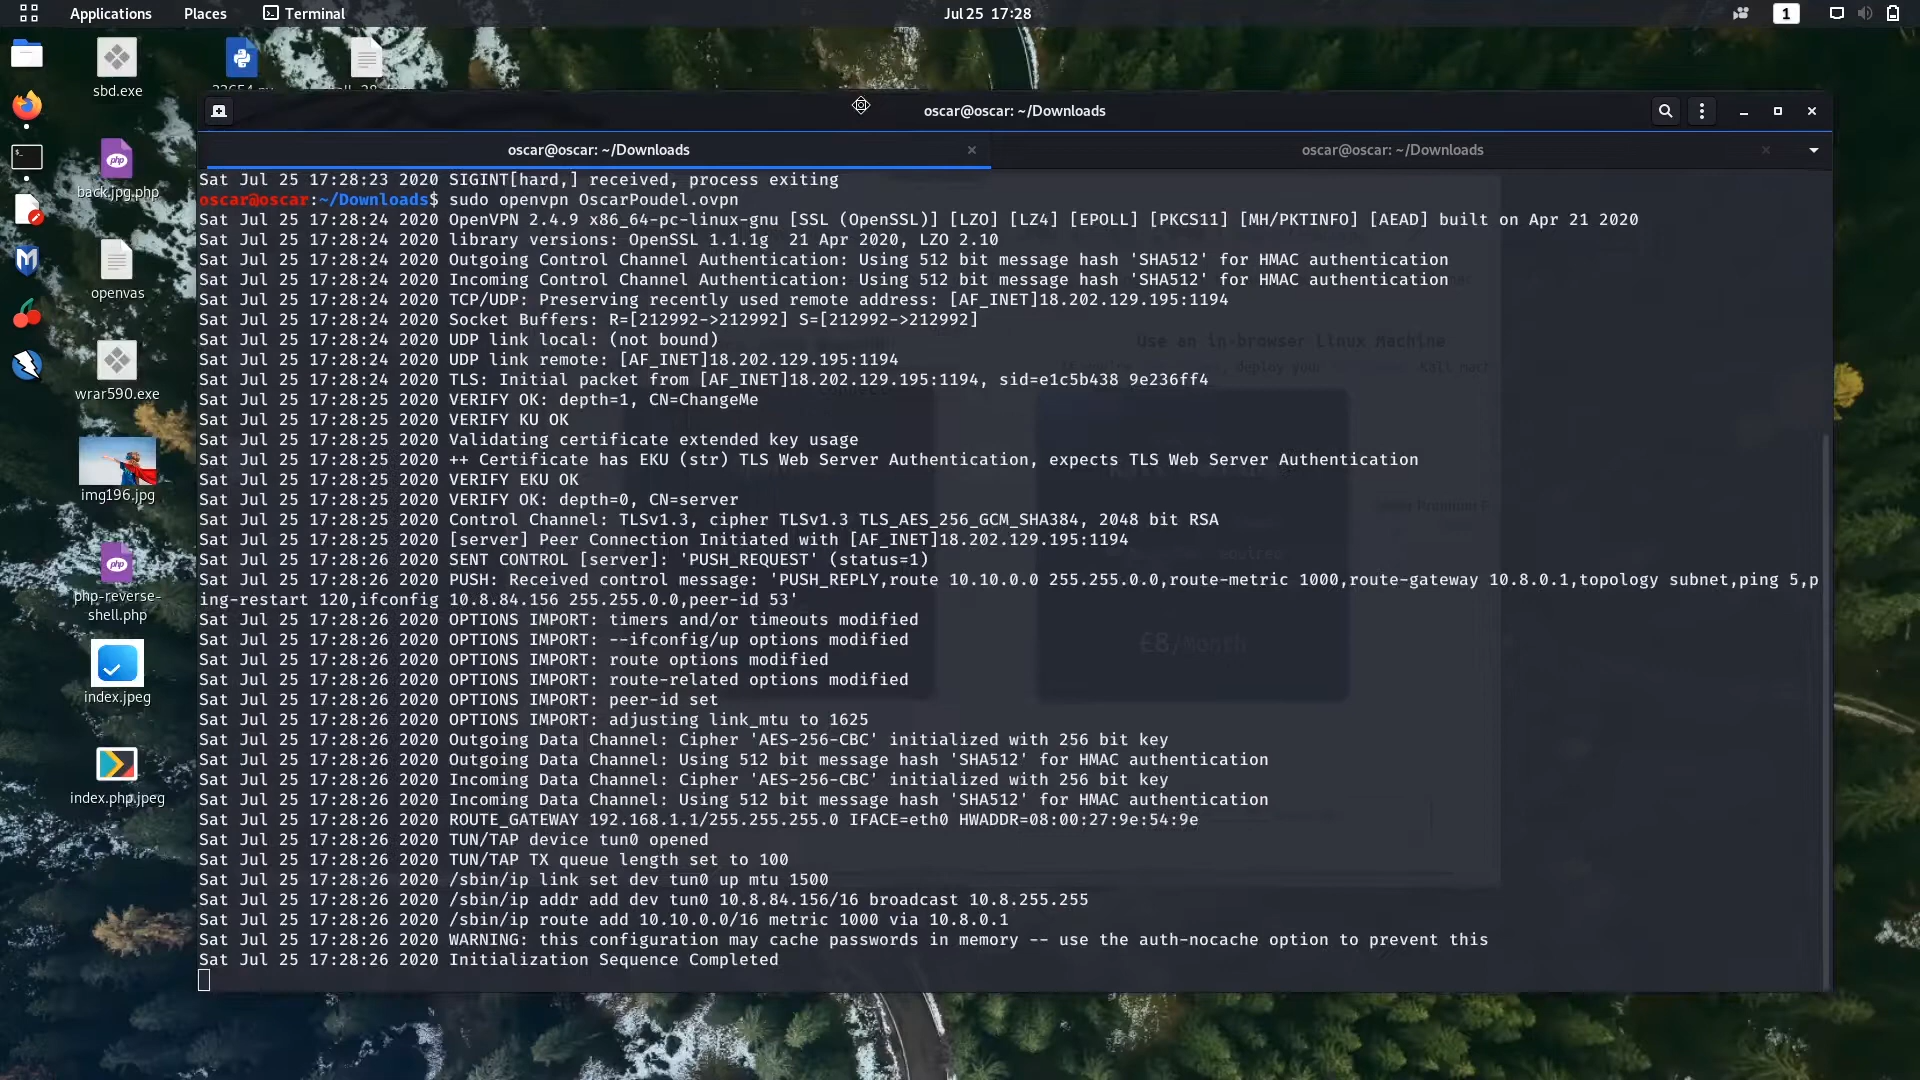 Applications Places Terminal Jul 25 17:28 1
sbd.exe
oscar@oscar: ~/Downloads
oscar@oscar: ~/Downloads oscar@oscar: ~/Downloads
back.jpg.php
openvas
wrar590.exe
img196.jpg
php-reverse-
shell.php
index.jpeg
index.php.jpeg
Sat Jul 25 17:28:23 2020 SIGINT[hard,] received, process exiting
oscar@oscar:~/Downloads$ sudo openvpn OscarPoudel.ovpn
Sat Jul 25 17:28:24 2020 OpenVPN 2.4.9 x86_64-pc-linux-gnu [SSL (OpenSSL)] [LZO] [LZ4] [EPOLL] [PKCS11] [MH/PKTINFO] [AEAD] built on Apr 21 2020
Sat Jul 25 17:28:24 2020 library versions: OpenSSL 1.1.1g  21 Apr 2020, LZO 2.10
Sat Jul 25 17:28:24 2020 Outgoing Control Channel Authentication: Using 512 bit message hash 'SHA512' for HMAC authentication
Sat Jul 25 17:28:24 2020 Incoming Control Channel Authentication: Using 512 bit message hash 'SHA512' for HMAC authentication
Sat Jul 25 17:28:24 2020 TCP/UDP: Preserving recently used remote address: [AF_INET]18.202.129.195:1194
Sat Jul 25 17:28:24 2020 Socket Buffers: R=[212992->212992] S=[212992->212992]
Sat Jul 25 17:28:24 2020 UDP link local: (not bound)
Sat Jul 25 17:28:24 2020 UDP link remote: [AF_INET]18.202.129.195:1194
Sat Jul 25 17:28:24 2020 TLS: Initial packet from [AF_INET]18.202.129.195:1194, sid=e1c5b438 9e236ff4
Sat Jul 25 17:28:25 2020 VERIFY OK: depth=1, CN=ChangeMe
Sat Jul 25 17:28:25 2020 VERIFY KU OK
Sat Jul 25 17:28:25 2020 Validating certificate extended key usage
Sat Jul 25 17:28:25 2020 ++ Certificate has EKU (str) TLS Web Server Authentication, expects TLS Web Server Authentication
Sat Jul 25 17:28:25 2020 VERIFY EKU OK
Sat Jul 25 17:28:25 2020 VERIFY OK: depth=0, CN=server
Sat Jul 25 17:28:25 2020 Control Channel: TLSv1.3, cipher TLSv1.3 TLS_AES_256_GCM_SHA384, 2048 bit RSA
Sat Jul 25 17:28:25 2020 [server] Peer Connection Initiated with [AF_INET]18.202.129.195:1194
Sat Jul 25 17:28:26 2020 SENT CONTROL [server]: 'PUSH_REQUEST' (status=1)
Sat Jul 25 17:28:26 2020 PUSH: Received control message: 'PUSH_REPLY,route 10.10.0.0 255.255.0.0,route-metric 1000,route-gateway 10.8.0.1,topology subnet,ping 5,p
ing-restart 120,ifconfig 10.8.84.156 255.255.0.0,peer-id 53'
Sat Jul 25 17:28:26 2020 OPTIONS IMPORT: timers and/or timeouts modified
Sat Jul 25 17:28:26 2020 OPTIONS IMPORT: --ifconfig/up options modified
Sat Jul 25 17:28:26 2020 OPTIONS IMPORT: route options modified
Sat Jul 25 17:28:26 2020 OPTIONS IMPORT: route-related options modified
Sat Jul 25 17:28:26 2020 OPTIONS IMPORT: peer-id set
Sat Jul 25 17:28:26 2020 OPTIONS IMPORT: adjusting link_mtu to 1625
Sat Jul 25 17:28:26 2020 Outgoing Data Channel: Cipher 'AES-256-CBC' initialized with 256 bit key
Sat Jul 25 17:28:26 2020 Outgoing Data Channel: Using 512 bit message hash 'SHA512' for HMAC authentication
Sat Jul 25 17:28:26 2020 Incoming Data Channel: Cipher 'AES-256-CBC' initialized with 256 bit key
Sat Jul 25 17:28:26 2020 Incoming Data Channel: Using 512 bit message hash 'SHA512' for HMAC authentication
Sat Jul 25 17:28:26 2020 ROUTE_GATEWAY 192.168.1.1/255.255.255.0 IFACE=eth0 HWADDR=08:00:27:9e:54:9e
Sat Jul 25 17:28:26 2020 TUN/TAP device tun0 opened
Sat Jul 25 17:28:26 2020 TUN/TAP TX queue length set to 100
Sat Jul 25 17:28:26 2020 /sbin/ip link set dev tun0 up mtu 1500
Sat Jul 25 17:28:26 2020 /sbin/ip addr add dev tun0 10.8.84.156/16 broadcast 10.8.255.255
Sat Jul 25 17:28:26 2020 /sbin/ip route add 10.10.0.0/16 metric 1000 via 10.8.0.1
Sat Jul 25 17:28:26 2020 WARNING: this configuration may cache passwords in memory -- use the auth-nocache option to prevent this
Sat Jul 25 17:28:26 2020 Initialization Sequence Completed
Use an in-browser Linux Machine
£8/Month